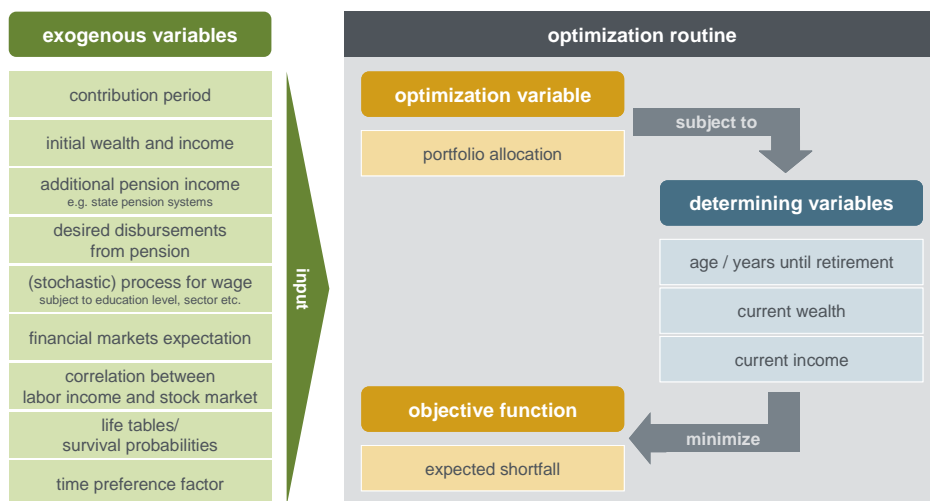 exogenous variables
contribution period
initial wealth and income
additional pension income
e.g. state pension systems
desired disbursements
from pension
(stochastic) process for wage
subject to education level, sector etc.
financial markets expectation
correlation between
labor income and stock market
life tables/
survival probabilities
time preference factor
input
optimization routine
optimization variable
portfolio allocation
subject to
determining variables
age / years until retirement
current wealth
current income
minimize
objective function
expected shortfall